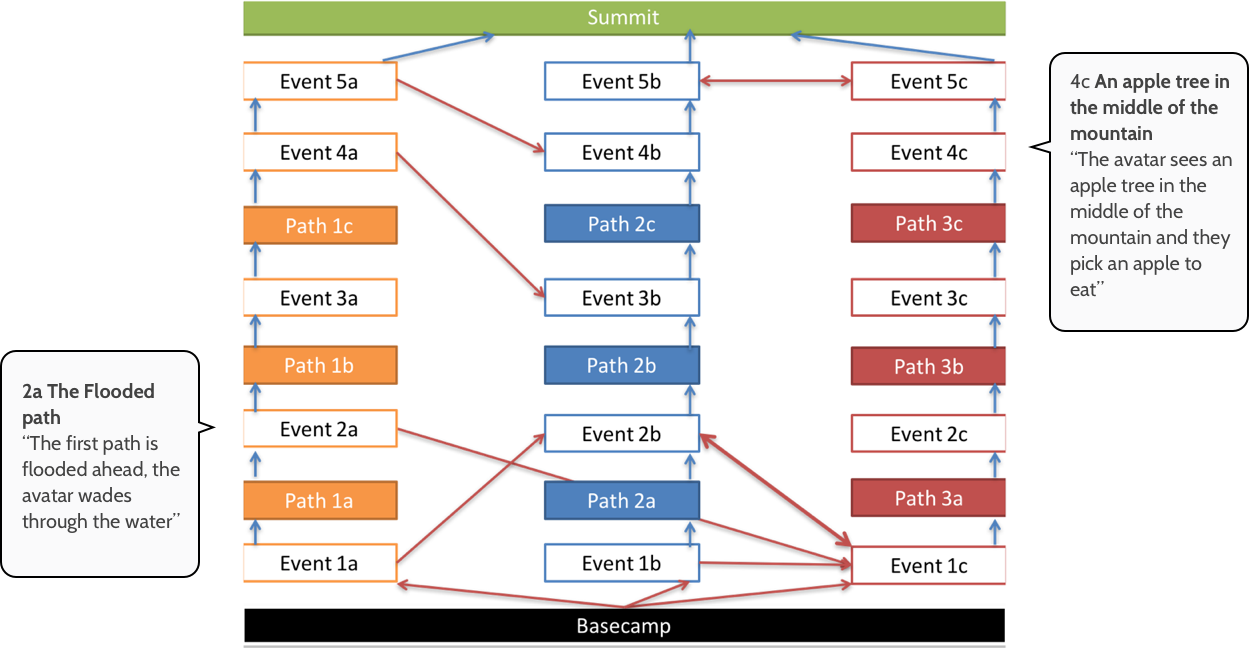 Summit
Event 5a
Event 5b
Event 5c
Event 4a
Event 4b
Event 4c
Path 1c
Path 2c
Path 3c
Event 3a
Event 3b
Event 3c
Path 1b
Path 2b
Path 3b
Event 2a
Event 2b
Event 2c
Path 1a
Path 2a
Path 3a
Event 1a
Event 1b
Event 1c
Basecamp
4c An apple tree in
the middle of the
mountain
“The avatar sees an
apple tree in the
middle of the
mountain and they
pick an apple to
eat”
2a The Flooded
path
“The first path is
flooded ahead, the
avatar wades
through the water”